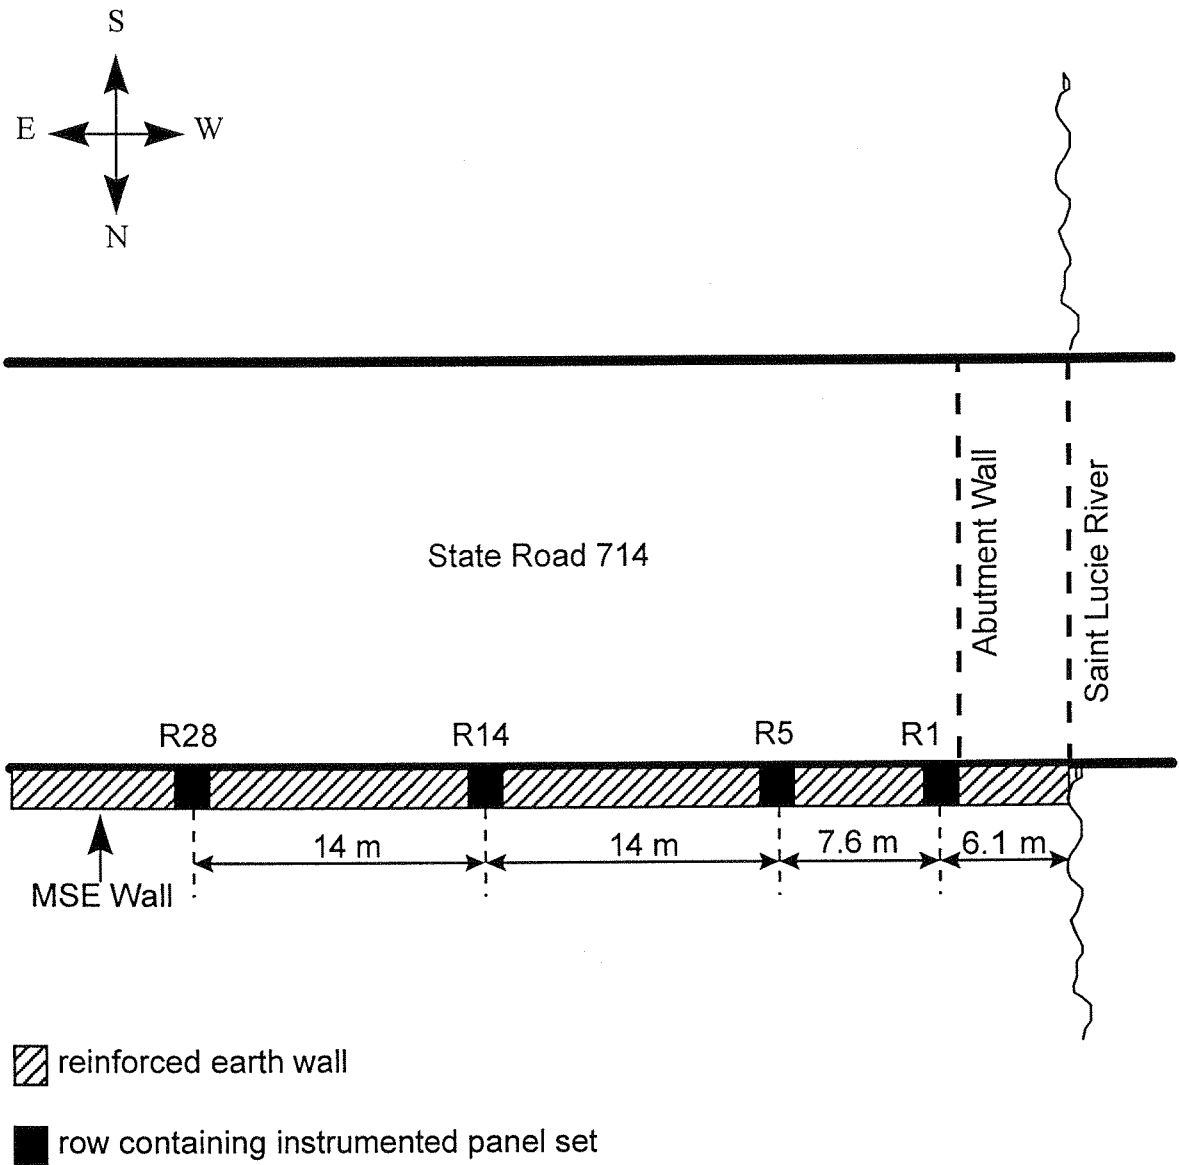 S
E W
N
Abutment Wall
Saint Lucie River
State Road 714
R28 R14 R5 R1
14 m 14 m 7.6 m 6.1 m
MSE Wall
reinforced earth wall
row containing instrumented panel set